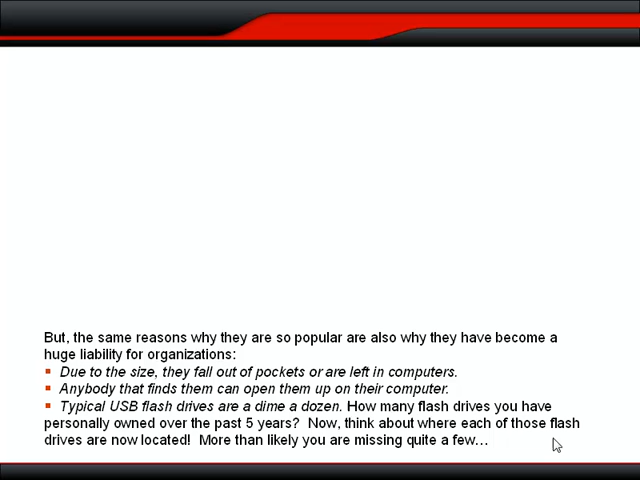 But, the same reasons why they are so popular are also why they have become a
huge liability for organizations:
▪ Due to the size, they fall out of pockets or are left in computers.
▪ Anybody that finds them can open them up on their computer.
▪ Typical USB flash drives are a dime a dozen. How many flash drives you have
personally owned over the past 5 years? Now, think about where each of those flash
drives are now located! More than likely you are missing quite a few…